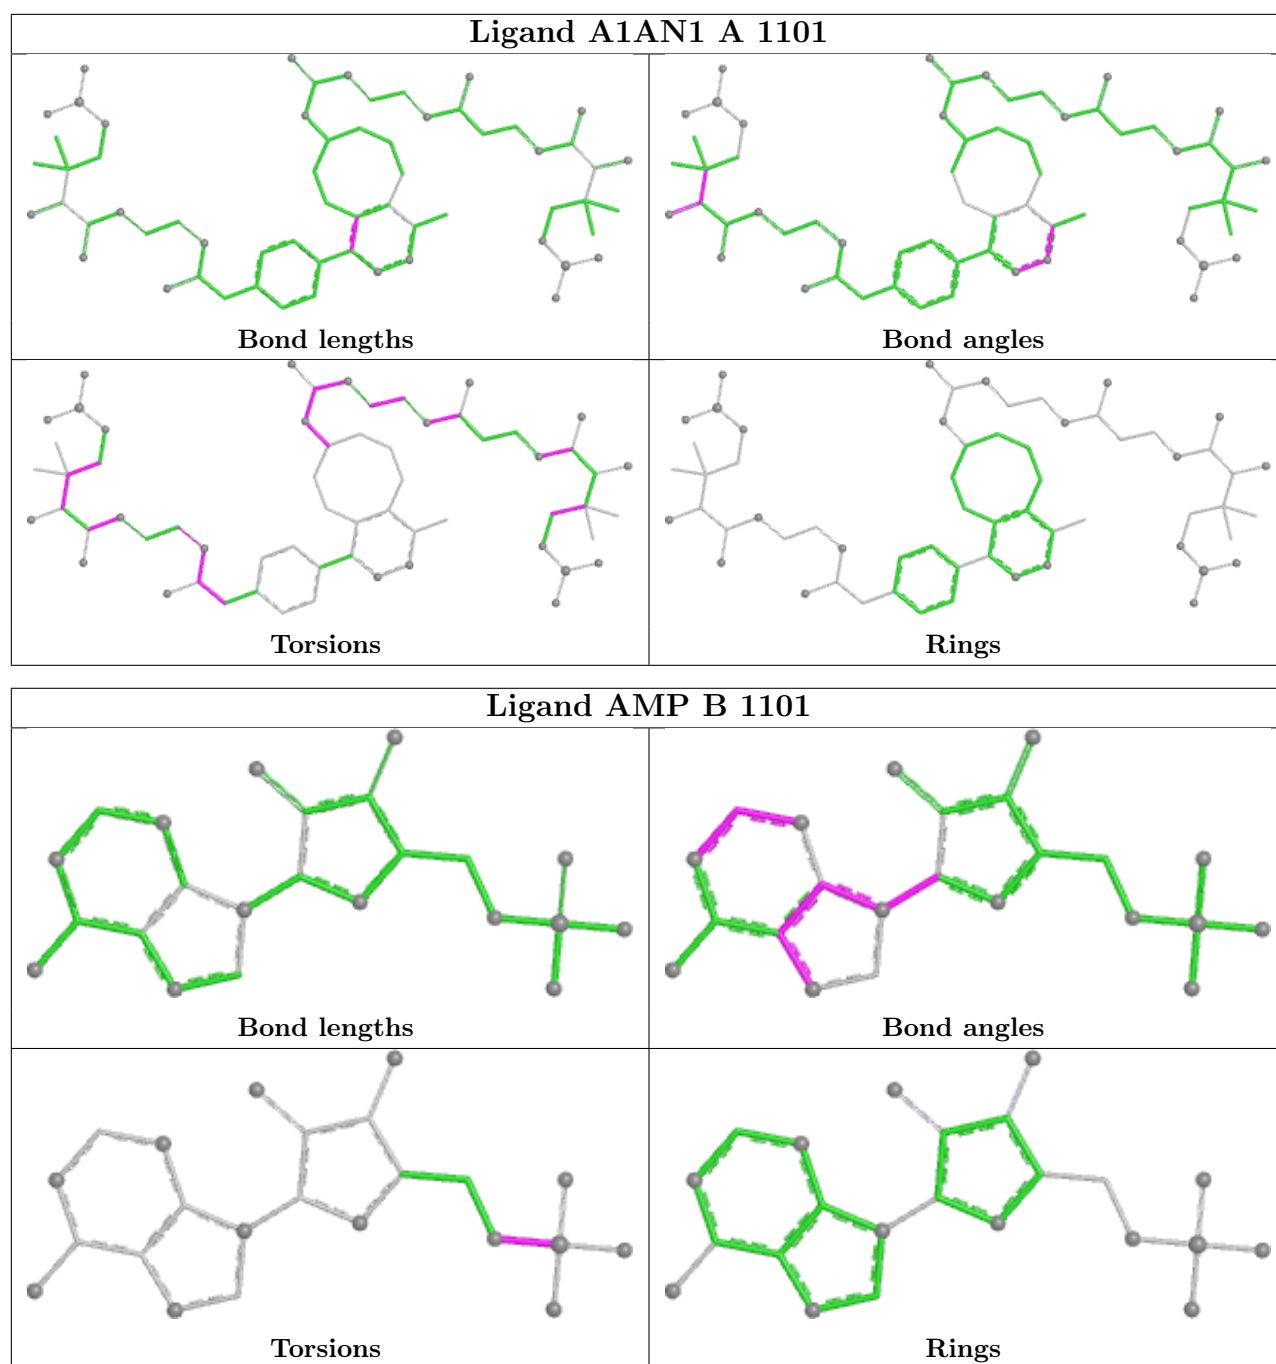 Ligand A1AN1 A 1101
Bond lengths
Bond angles
Torsions
Rings
Ligand AMP B 1101
Bond lengths
Bond angles
Torsions
Rings